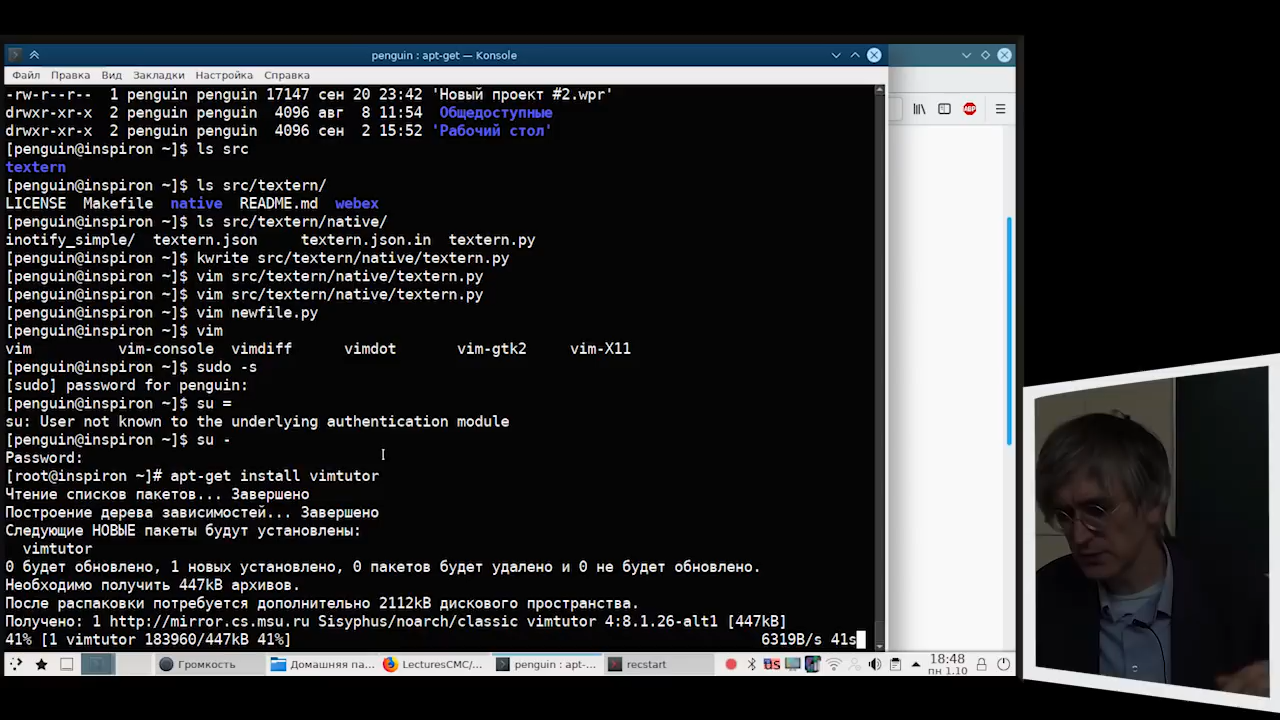 penguin : apt-get — Konsole
Файл Правка Вид Закладки Настройка Справка
-rw-r--r-- 1 penguin penguin 17147 сен 20 23:42 'Новый проект #2.wpr'
drwxr-xr-x 2 penguin penguin 4096 авг 8 11:54 Общедоступные
drwxr-xr-x 2 penguin penguin 4096 сен 2 15:52 'Рабочий стол'
[penguin@inspiron ~]$ ls src
textern
[penguin@inspiron ~]$ ls src/textern/
LICENSE Makefile native README.md webex
[penguin@inspiron ~]$ ls src/textern/native/
inotify_simple/ textern.json textern.json.in textern.py
[penguin@inspiron ~]$ kwrite src/textern/native/textern.py
[penguin@inspiron ~]$ vim src/textern/native/textern.py
[penguin@inspiron ~]$ vim src/textern/native/textern.py
[penguin@inspiron ~]$ vim newfile.py
[penguin@inspiron ~]$ vim
vim vim-console vimdiff vimdot vim-gtk2 vim-X11
[penguin@inspiron ~]$ sudo -s
[sudo] password for penguin:
[penguin@inspiron ~]$ su =
su: User not known to the underlying authentication module
[penguin@inspiron ~]$ su -
Password:
[root@inspiron ~]# apt-get install vimtutor
Чтение списков пакетов... Завершено
Построение дерева зависимостей... Завершено
Следующие НОВЫЕ пакеты будут установлены:
vimtutor
0 будет обновлено, 1 новых установлено, 0 пакетов будет удалено и 0 не будет обновлено.
Необходимо получить 447kB архивов.
После распаковки потребуется дополнительно 2112kB дискового пространства.
Получено: 1 http://mirror.cs.msu.ru Sisyphus/noarch/classic vimtutor 4:8.1.26-alt1 [447kB]
41% [1 vimtutor 183960/447kB 41%] 6319B/s 41s
Громкость Домашняя па... LecturesCMC/... penguin : apt-... recstart US 18:48
пн 1.10
ABP